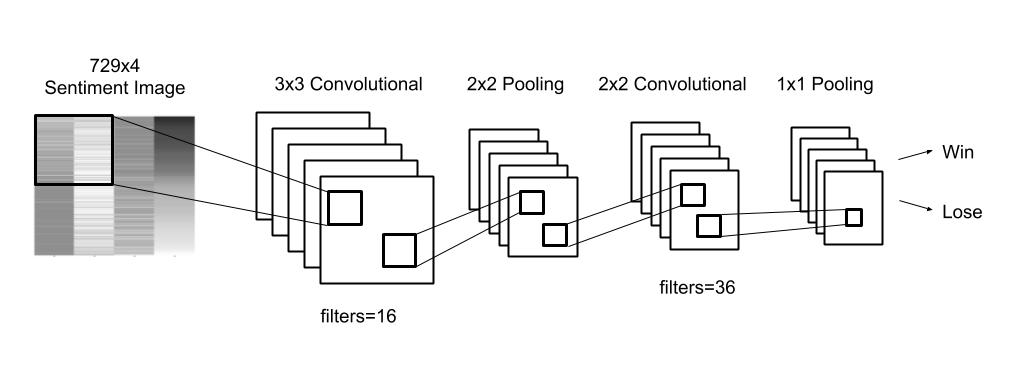 729x4
Sentiment Image
3x3 Convolutional
2x2 Pooling
2x2 Convolutional
1x1 Pooling
Win
Lose
filters=36
filters=16